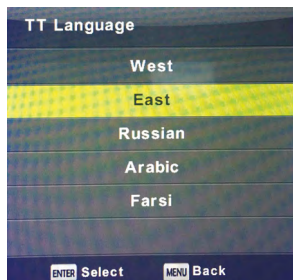 TT Language
West
East
Russian
Arabic
Farsi
ENTER Select MENU Back